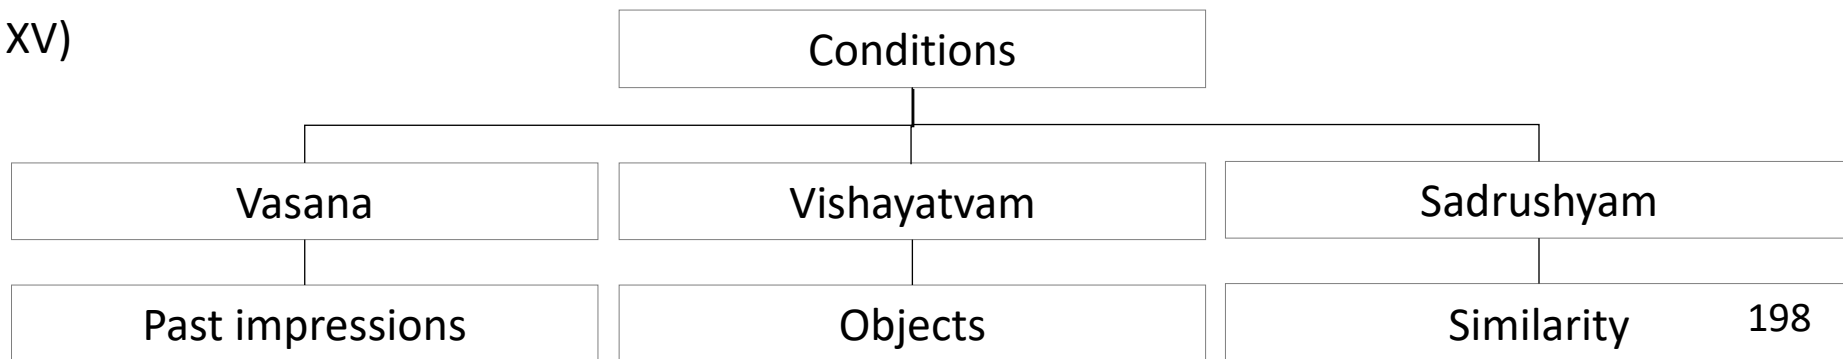 XV)
Conditions
Vasana
Vishayatvam
Sadrushyam
Past impressions
Objects
Similarity
198